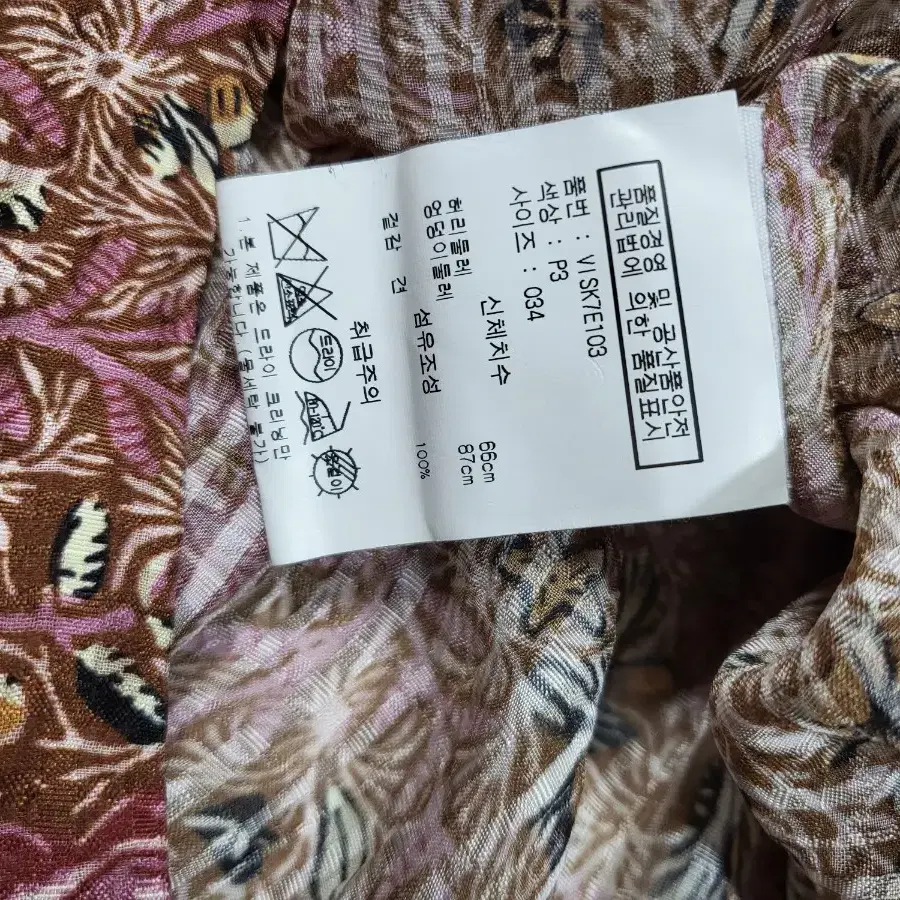 품질경영 및 공사품안전
관리법에 의한 품질표시
품번 : VISK7E103
색상 : P3
사이즈 : 034
신체치수
허리둘레 66cm
엉덩이둘레 87cm
섬유조성
겉감 견 100%
취급주의
드라이
1. 본 제품은 드라이 크리닝만
가능합니다.(물세탁 불가)